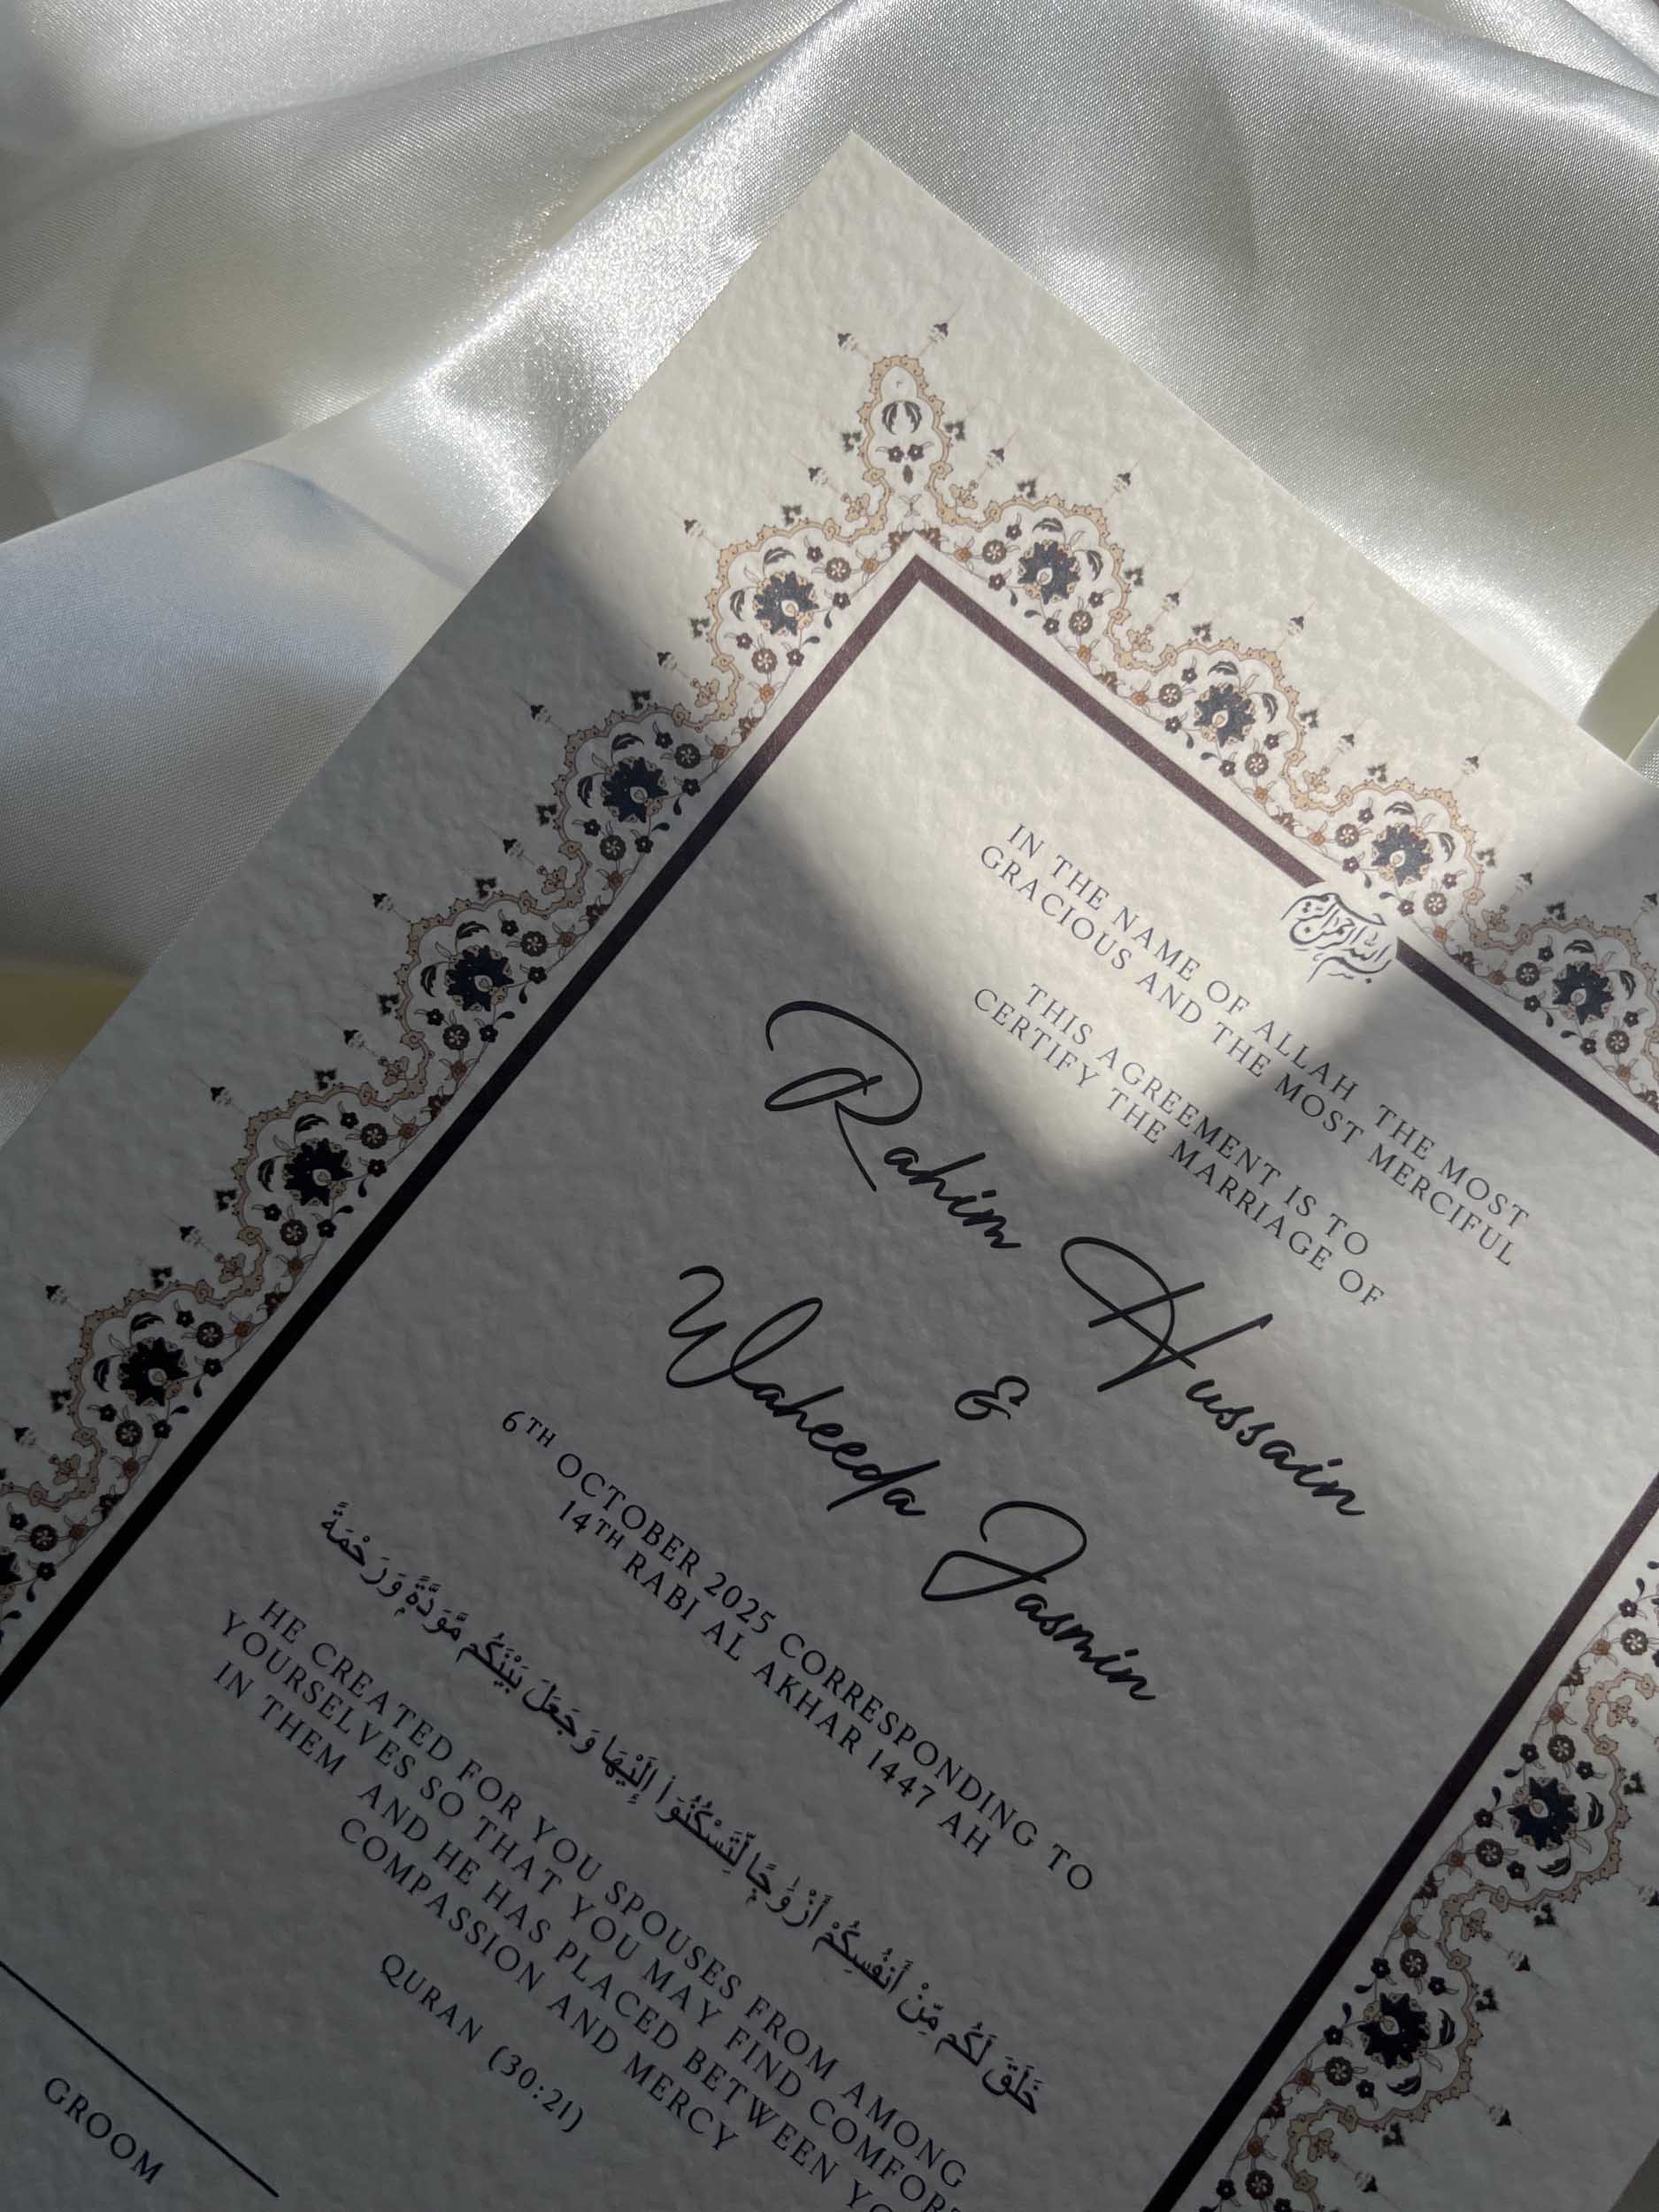 بسم الله الرحمن الرحيم
IN THE NAME OF ALLAH THE MOST
GRACIOUS AND THE MOST MERCIFUL
THIS AGREEMENT IS TO
CERTIFY THE MARRIAGE OF
Rahim Hussain
&
Waheeda Jasmin
6TH OCTOBER 2025 CORRESPONDING TO
14TH RABI AL AKHAR 1447 AH
خَلَقَ لَكُم مِّنْ أَنفُسِكُمْ أَزْوَٰجًا لِّتَسْكُنُوٓا۟ إِلَيْهَا وَجَعَلَ بَيْنَكُم مَّوَدَّةً وَرَحْمَةً
HE CREATED FOR YOU SPOUSES FROM AMONG
YOURSELVES SO THAT YOU MAY FIND COMFORT
IN THEM AND HE HAS PLACED BETWEEN
COMPASSION AND MERCY
QURAN (30:21)
GROOM